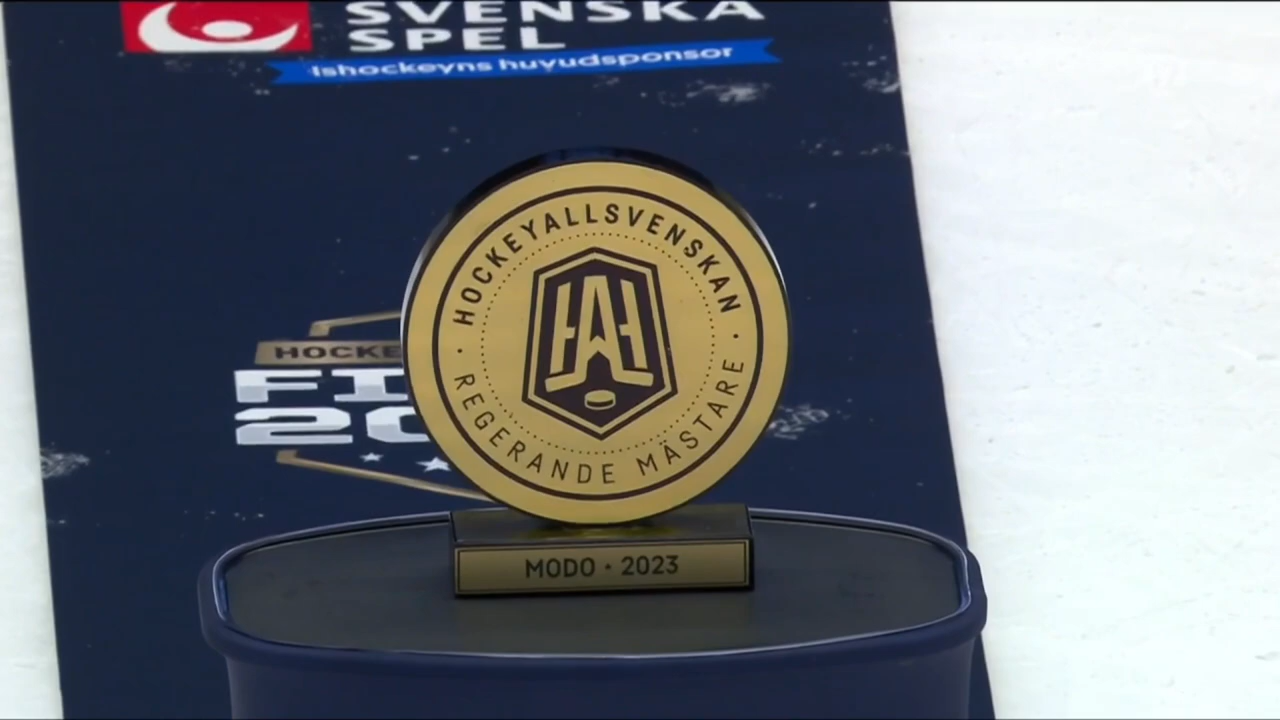 SVENSKA
SPEL
Ishockeyns huvudsponsor
HOCKEYALLSVENSKAN
REGERANDE MÄSTARE
MODO · 2023